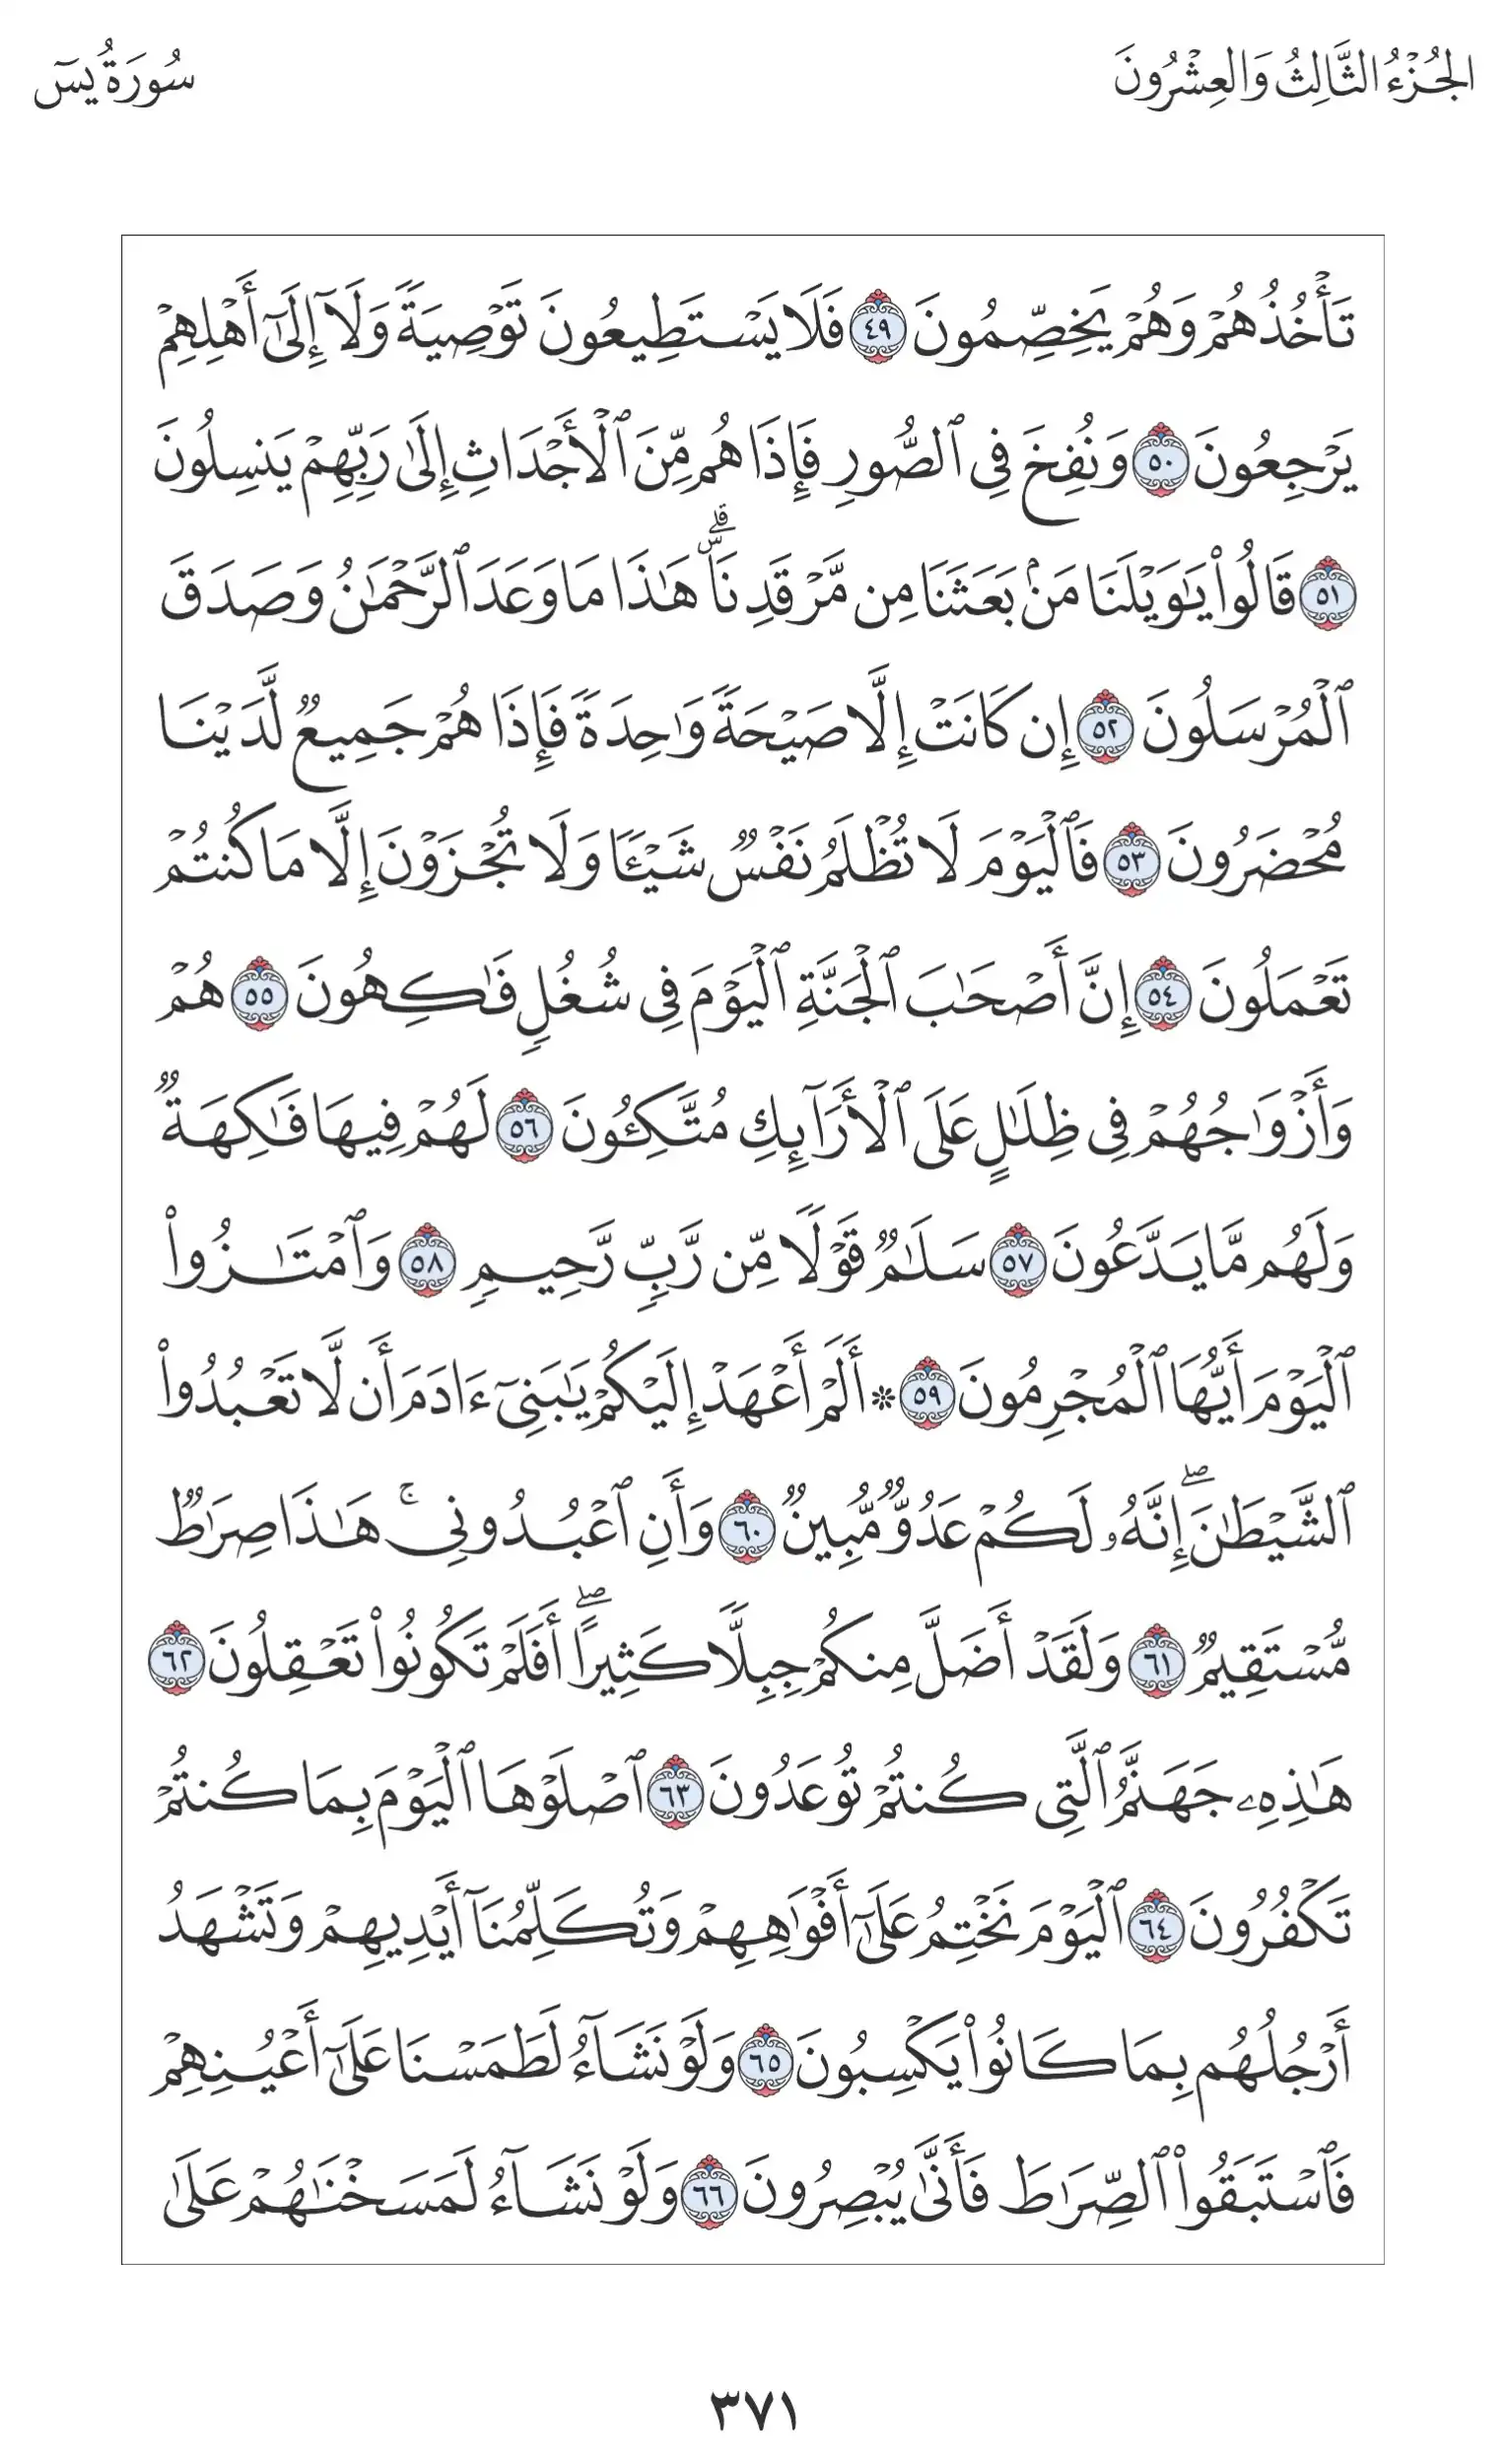 الجُزْءُ الثَّالِثُ وَالعِشْرُونَ
سُورَةُ يسٓ
تَأْخُذُهُمْ وَهُمْ يَخِصِّمُونَ ٤٩ فَلَا يَسْتَطِيعُونَ تَوْصِيَةً وَلَآ إِلَىٰٓ أَهْلِهِمْ
يَرْجِعُونَ ٥٠ وَنُفِخَ فِى ٱلصُّورِ فَإِذَا هُم مِّنَ ٱلْأَجْدَاثِ إِلَىٰ رَبِّهِمْ يَنسِلُونَ
٥١ قَالُوا۟ يَـٰوَيْلَنَا مَنۢ بَعَثَنَا مِن مَّرْقَدِنَاۜۗ هَـٰذَا مَا وَعَدَ ٱلرَّحْمَـٰنُ وَصَدَقَ
ٱلْمُرْسَلُونَ ٥٢ إِن كَانَتْ إِلَّا صَيْحَةً وَٰحِدَةً فَإِذَا هُمْ جَمِيعٌ لَّدَيْنَا
مُحْضَرُونَ ٥٣ فَٱلْيَوْمَ لَا تُظْلَمُ نَفْسٌ شَيْـًٔا وَلَا تُجْزَوْنَ إِلَّا مَا كُنتُمْ
تَعْمَلُونَ ٥٤ إِنَّ أَصْحَـٰبَ ٱلْجَنَّةِ ٱلْيَوْمَ فِى شُغُلٍ فَـٰكِهُونَ ٥٥ هُمْ
وَأَزْوَٰجُهُمْ فِى ظِلَـٰلٍ عَلَى ٱلْأَرَآئِكِ مُتَّكِـُٔونَ ٥٦ لَهُمْ فِيهَا فَـٰكِهَةٌ
وَلَهُم مَّا يَدَّعُونَ ٥٧ سَلَـٰمٌ قَوْلًا مِّن رَّبٍّ رَّحِيمٍ ٥٨ وَٱمْتَـٰزُوا۟
ٱلْيَوْمَ أَيُّهَا ٱلْمُجْرِمُونَ ٥٩ ۞ أَلَمْ أَعْهَدْ إِلَيْكُمْ يَـٰبَنِىٓ ءَادَمَ أَن لَّا تَعْبُدُوا۟
ٱلشَّيْطَـٰنَۖ إِنَّهُۥ لَكُمْ عَدُوٌّ مُّبِينٌ ٦٠ وَأَنِ ٱعْبُدُونِىۚ هَـٰذَا صِرَٰطٌ
مُّسْتَقِيمٌ ٦١ وَلَقَدْ أَضَلَّ مِنكُمْ جِبِلًّا كَثِيرًاۖ أَفَلَمْ تَكُونُوا۟ تَعْقِلُونَ ٦٢
هَـٰذِهِۦ جَهَنَّمُ ٱلَّتِى كُنتُمْ تُوعَدُونَ ٦٣ ٱصْلَوْهَا ٱلْيَوْمَ بِمَا كُنتُمْ
تَكْفُرُونَ ٦٤ ٱلْيَوْمَ نَخْتِمُ عَلَىٰٓ أَفْوَٰهِهِمْ وَتُكَلِّمُنَآ أَيْدِيهِمْ وَتَشْهَدُ
أَرْجُلُهُم بِمَا كَانُوا۟ يَكْسِبُونَ ٦٥ وَلَوْ نَشَآءُ لَطَمَسْنَا عَلَىٰٓ أَعْيُنِهِمْ
فَٱسْتَبَقُوا۟ ٱلصِّرَٰطَ فَأَنَّىٰ يُبْصِرُونَ ٦٦ وَلَوْ نَشَآءُ لَمَسَخْنَـٰهُمْ عَلَىٰ
٣٧١